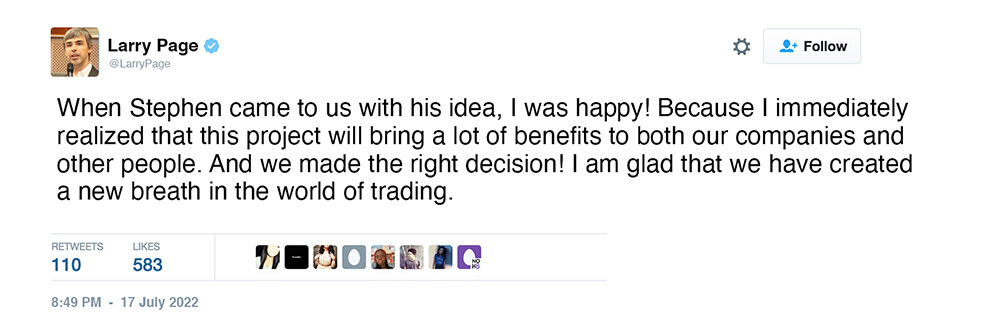 Larry Page
@LarryPage
Follow
When Stephen came to us with his idea, I was happy! Because I immediately
realized that this project will bring a lot of benefits to both our companies and
other people. And we made the right decision! I am glad that we have created
a new breath in the world of trading.
RETWEETS LIKES
110 583
8:49 PM - 17 July 2022